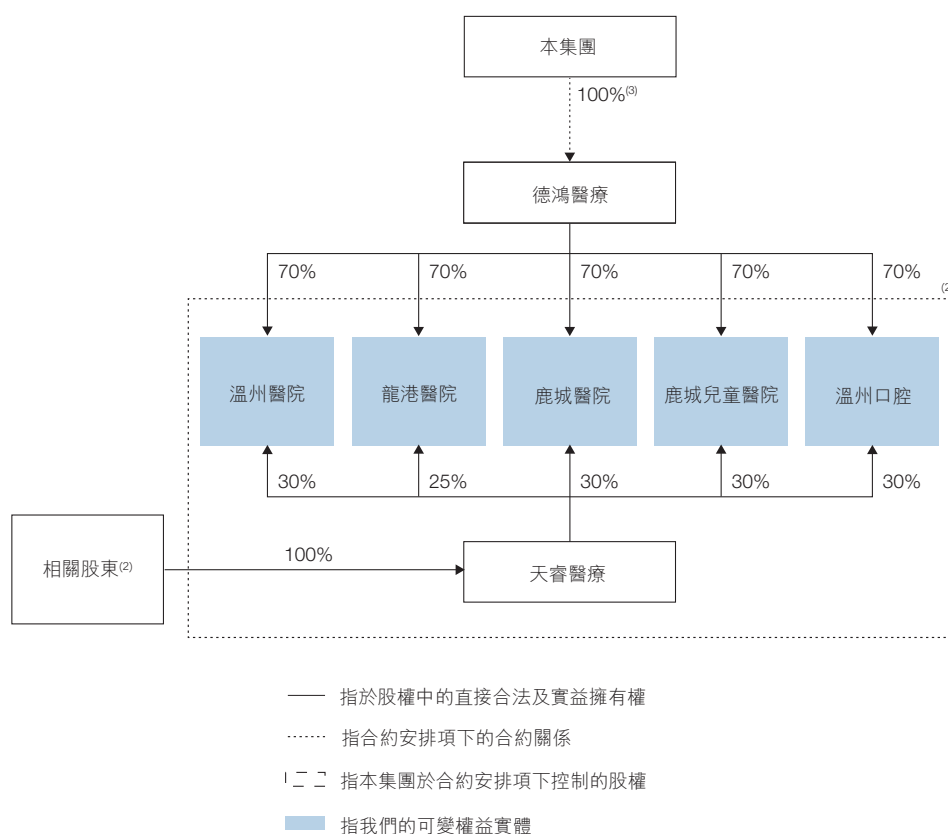 本集團
100%(3)
德鴻醫療
70% 70% 70% 70% 70%
(2
溫州醫院 龍港醫院 鹿城醫院 鹿城兒童醫院 溫州口腔
30% 25% 30% 30% 30%
相關股東(2)
100%
天睿醫療
指於股權中的直接合法及實益擁有權
指合約安排項下的合約關係
指本集團於合約安排項下控制的股權
指我們的可變權益實體